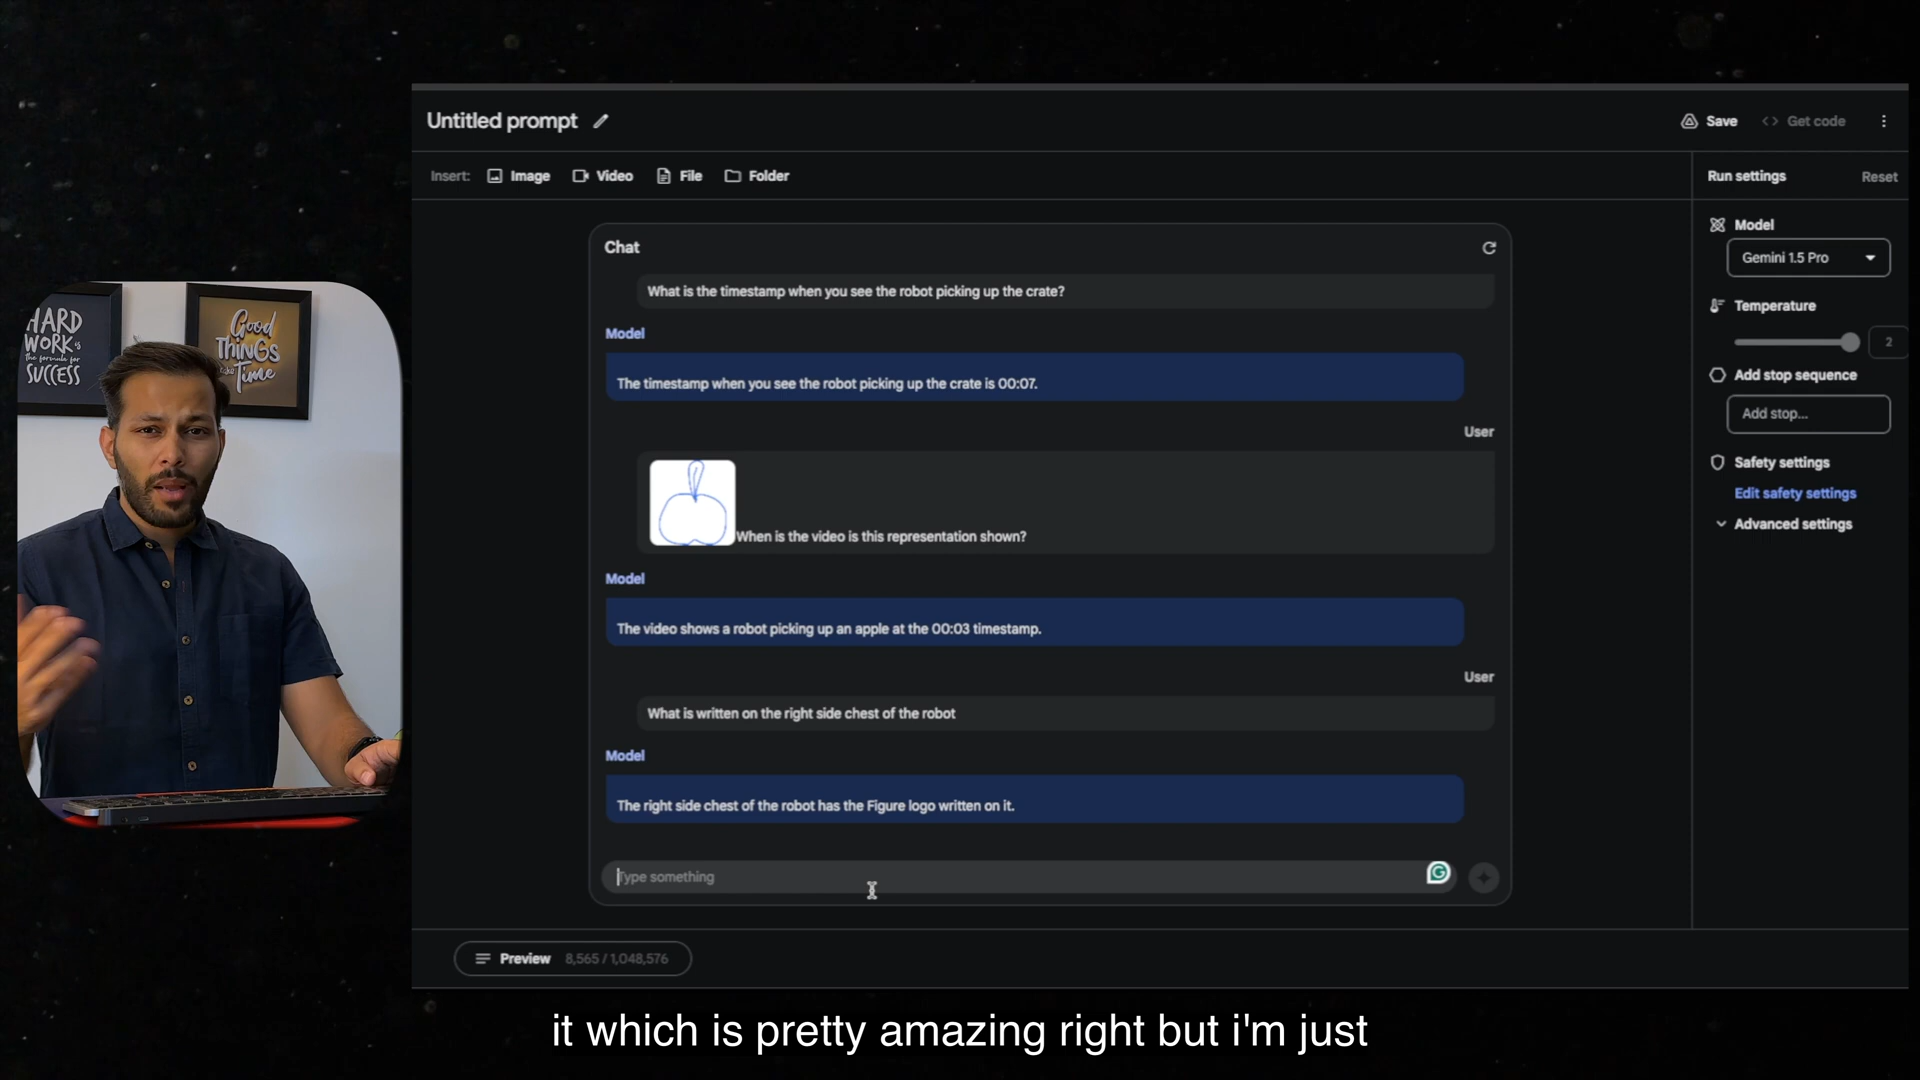 Untitled prompt
Save
Get code
Insert:
Image
Video
File
Folder
Run settings
Reset
Chat
What is the timestamp when you see the robot picking up the crate?
Model
The timestamp when you see the robot picking up the crate is 00:07.
User
When is the video is this representation shown?
Model
The video shows a robot picking up an apple at the 00:03 timestamp.
User
What is written on the right side chest of the robot
Model
The right side chest of the robot has the Figure logo written on it.
Type something
G
Preview 8,565 / 1,048,576
Model
Gemini 1.5 Pro
Temperature
2
Add stop sequence
Add stop...
Safety settings
Edit safety settings
Advanced settings
HARD
WORK is
the formula for
SUCCESS
Good
THINGS
Take Time
it which is pretty amazing right but i'm just